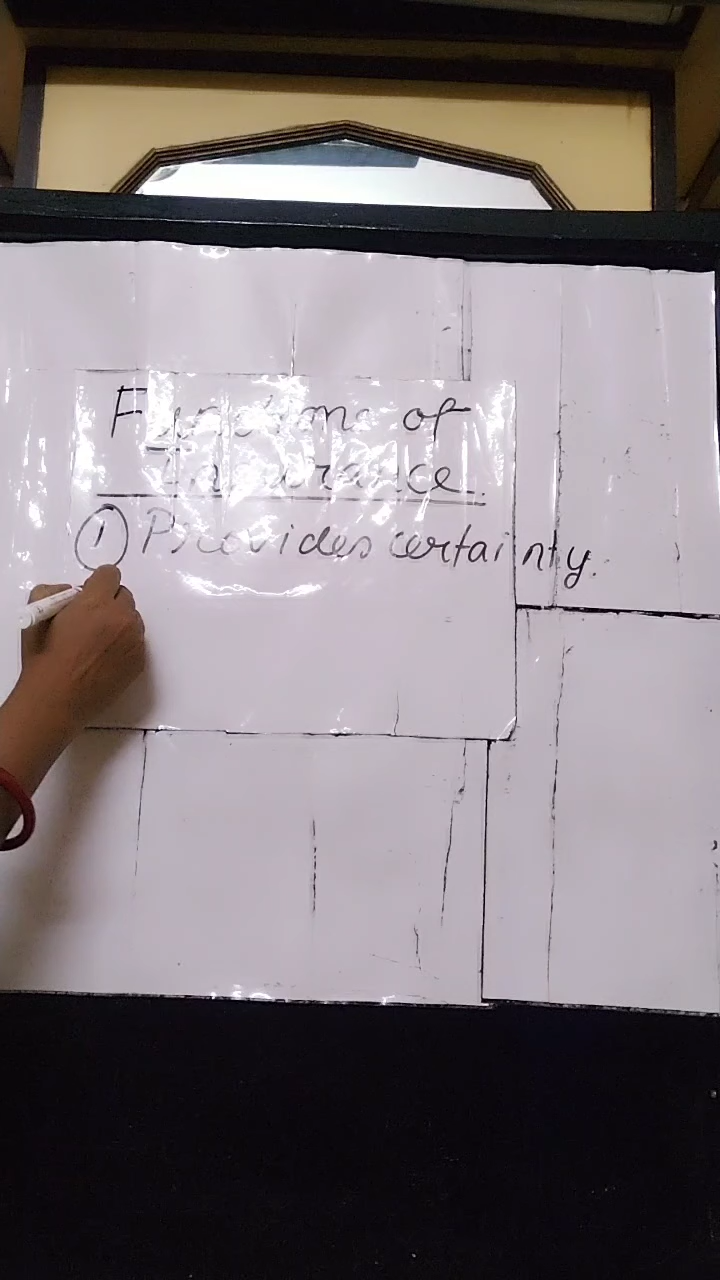 Functions of
Insurance.
① Provides certainty.